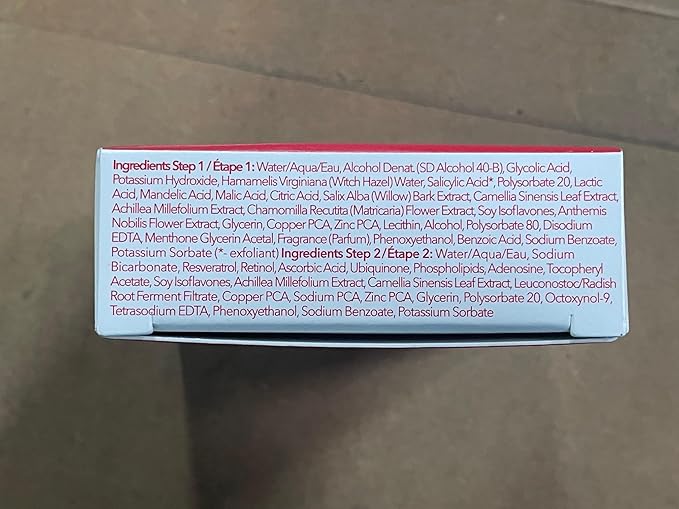 Ingredients Step 1 / Étape 1: Water/Aqua/Eau, Alcohol Denat. (SD Alcohol 40-B), Glycolic Acid,
Potassium Hydroxide, Hamamelis Virginiana (Witch Hazel) Water, Salicylic Acid*, Polysorbate 20, Lactic
Acid, Mandelic Acid, Malic Acid, Citric Acid, Salix Alba (Willow) Bark Extract, Camellia Sinensis Leaf Extract,
Achillea Millefolium Extract, Chamomilla Recutita (Matricaria) Flower Extract, Soy Isoflavones, Anthemis
Nobilis Flower Extract, Glycerin, Copper PCA, Zinc PCA, Lecithin, Alcohol, Polysorbate 80, Disodium
EDTA, Menthone Glycerin Acetal, Fragrance (Parfum), Phenoxyethanol, Benzoic Acid, Sodium Benzoate,
Potassium Sorbate (*- exfoliant) Ingredients Step 2 / Étape 2: Water/Aqua/Eau, Sodium
Bicarbonate, Resveratrol, Retinol, Ascorbic Acid, Ubiquinone, Phospholipids, Adenosine, Tocopheryl
Acetate, Soy Isoflavones, Achillea Millefolium Extract, Camellia Sinensis Leaf Extract, Leuconostoc/Radish
Root Ferment Filtrate, Copper PCA, Sodium PCA, Zinc PCA, Glycerin, Polysorbate 20, Octoxynol-9,
Tetrasodium EDTA, Phenoxyethanol, Sodium Benzoate, Potassium Sorbate